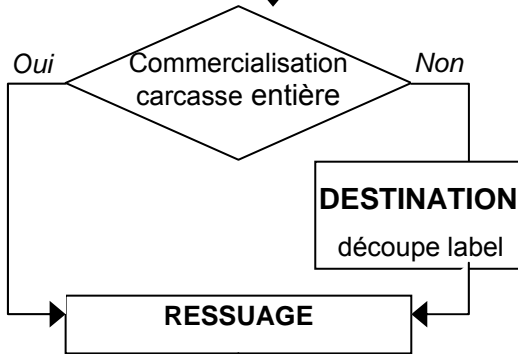 Oui
Commercialisation
carcasse entière
Non
DESTINATION
découpe label
RESSUAGE